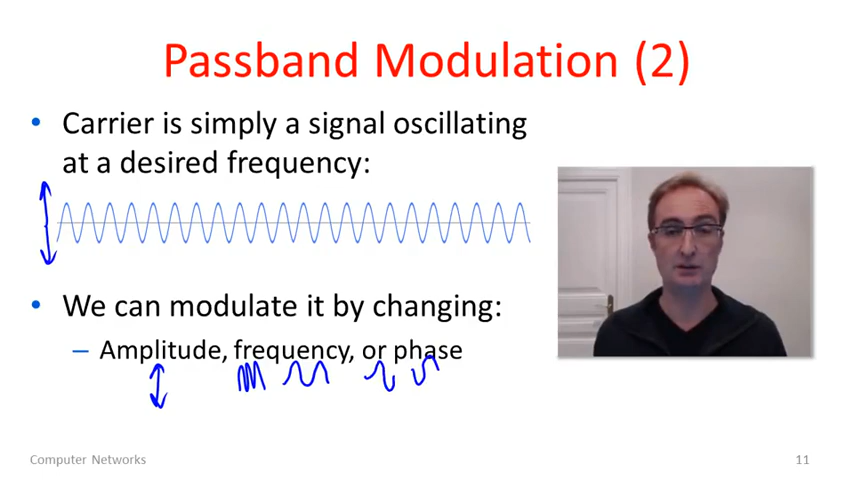 Passband Modulation (2)
• Carrier is simply a signal oscillating
at a desired frequency:
• We can modulate it by changing:
– Amplitude, frequency, or phase
Computer Networks
11